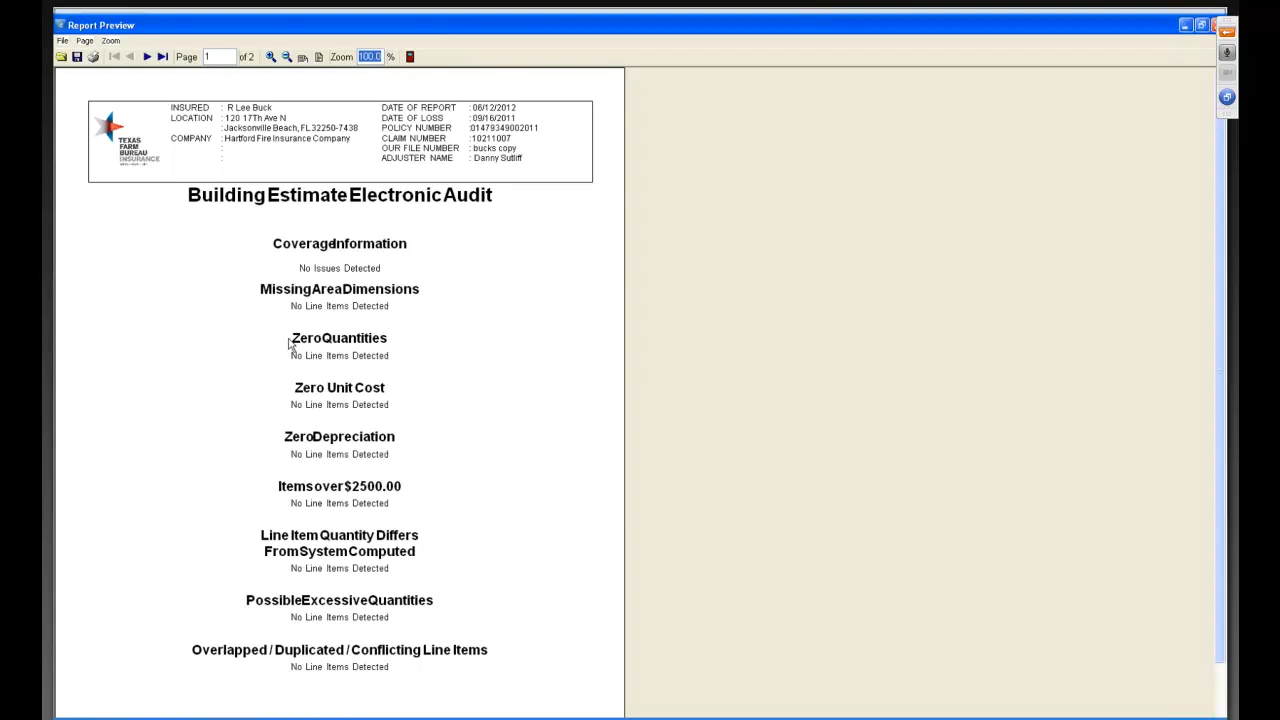 Report Preview
File Page Zoom
Page 1 of 2 Zoom 100.0 %
TEXAS
FARM
BUREAU
INSURANCE
INSURED : R Lee Buck
LOCATION : 120 17Th Ave N
: Jacksonville Beach, FL32250-7438
COMPANY : Hartford Fire Insurance Company
:
:
DATE OF REPORT : 06/12/2012
DATE OF LOSS : 09/16/2011
POLICY NUMBER :01479349002011
CLAIM NUMBER :10211007
OUR FILE NUMBER : bucks copy
ADJUSTER NAME : Danny Sutliff
Building Estimate Electronic Audit
Coverage Information
No Issues Detected
Missing Area Dimensions
No Line Items Detected
Zero Quantities
No Line Items Detected
Zero Unit Cost
No Line Items Detected
Zero Depreciation
No Line Items Detected
Items over $2500.00
No Line Items Detected
Line Item Quantity Differs
From System Computed
No Line Items Detected
Possible Excessive Quantities
No Line Items Detected
Overlapped / Duplicated / Conflicting Line Items
No Line Items Detected